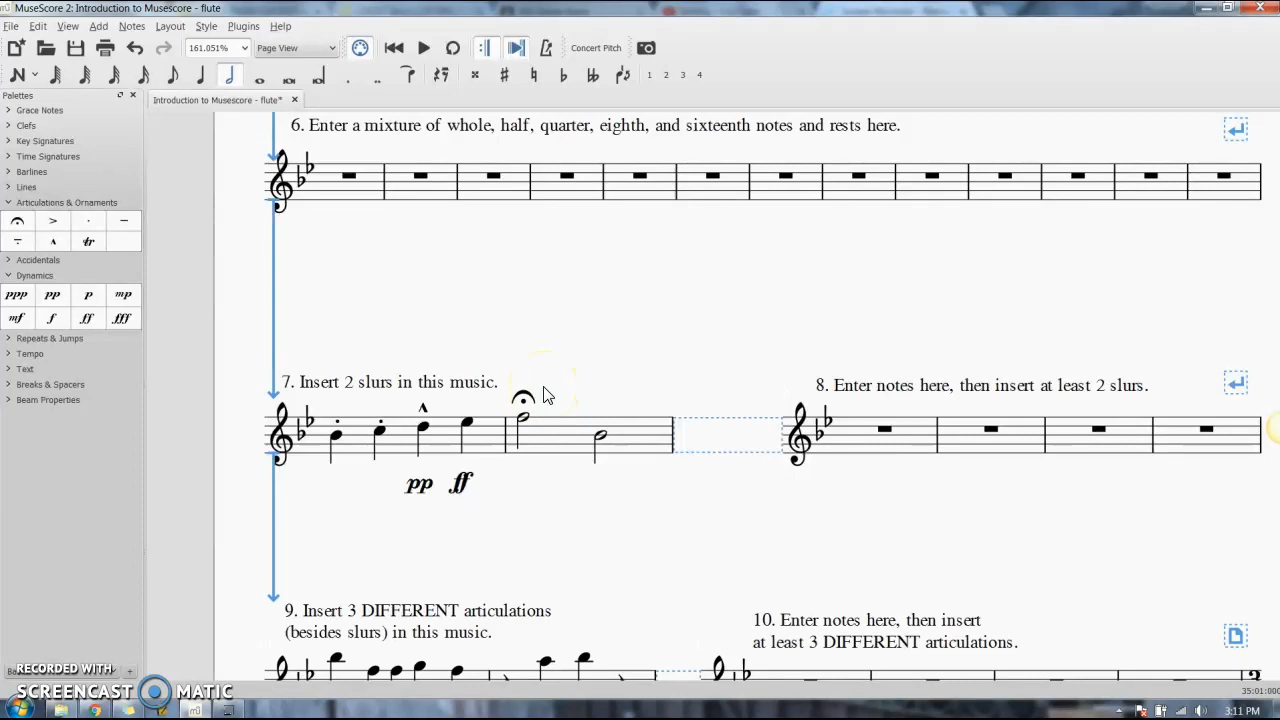 MuseScore 2: Introduction to Musescore - flute
File Edit View Add Notes Layout Style Plugins Help
161.051% Page View Concert Pitch
1 2 3 4
Palettes
Introduction to Musescore - flute*
Grace Notes
Clefs
Key Signatures
Time Signatures
Barlines
Lines
Articulations & Ornaments
tr
Accidentals
Dynamics
ppp pp p mp
mf f ff fff
Repeats & Jumps
Tempo
Text
Breaks & Spacers
Beam Properties
6. Enter a mixture of whole, half, quarter, eighth, and sixteenth notes and rests here.
7. Insert 2 slurs in this music.
8. Enter notes here, then insert at least 2 slurs.
pp ff
9. Insert 3 DIFFERENT articulations
(besides slurs) in this music.
10. Enter notes here, then insert
at least 3 DIFFERENT articulations.
RECORDED WITH
SCREENCAST MATIC
3:11 PM